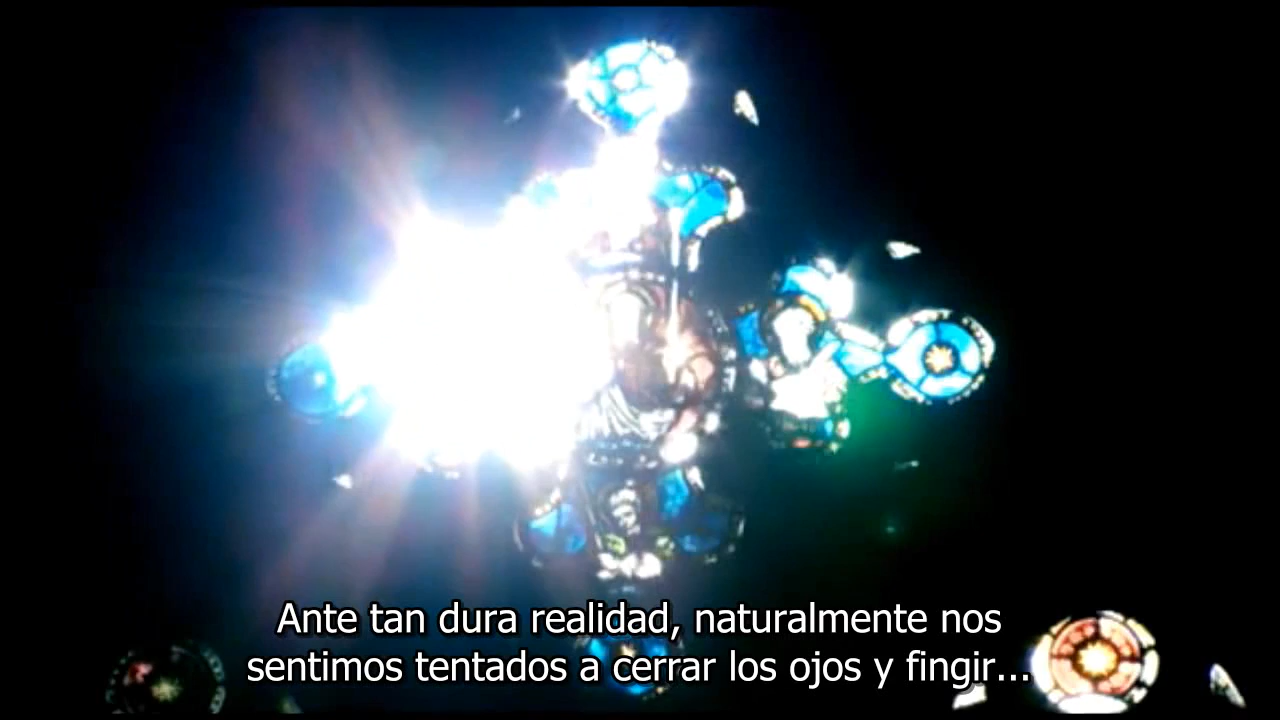 Ante tan dura realidad, naturalmente nos
sentimos tentados a cerrar los ojos y fingir...